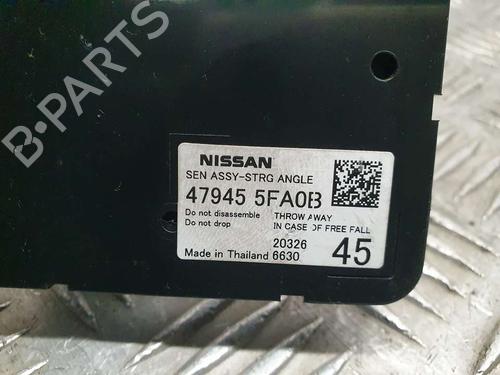 B-PARTS
NISSAN
SEN ASSY-STRG ANGLE
47945 5FA0B
Do not disassemble THROW AWAY
Do not drop IN CASE OF FREE FALL
20326
Made in Thailand 6630 45